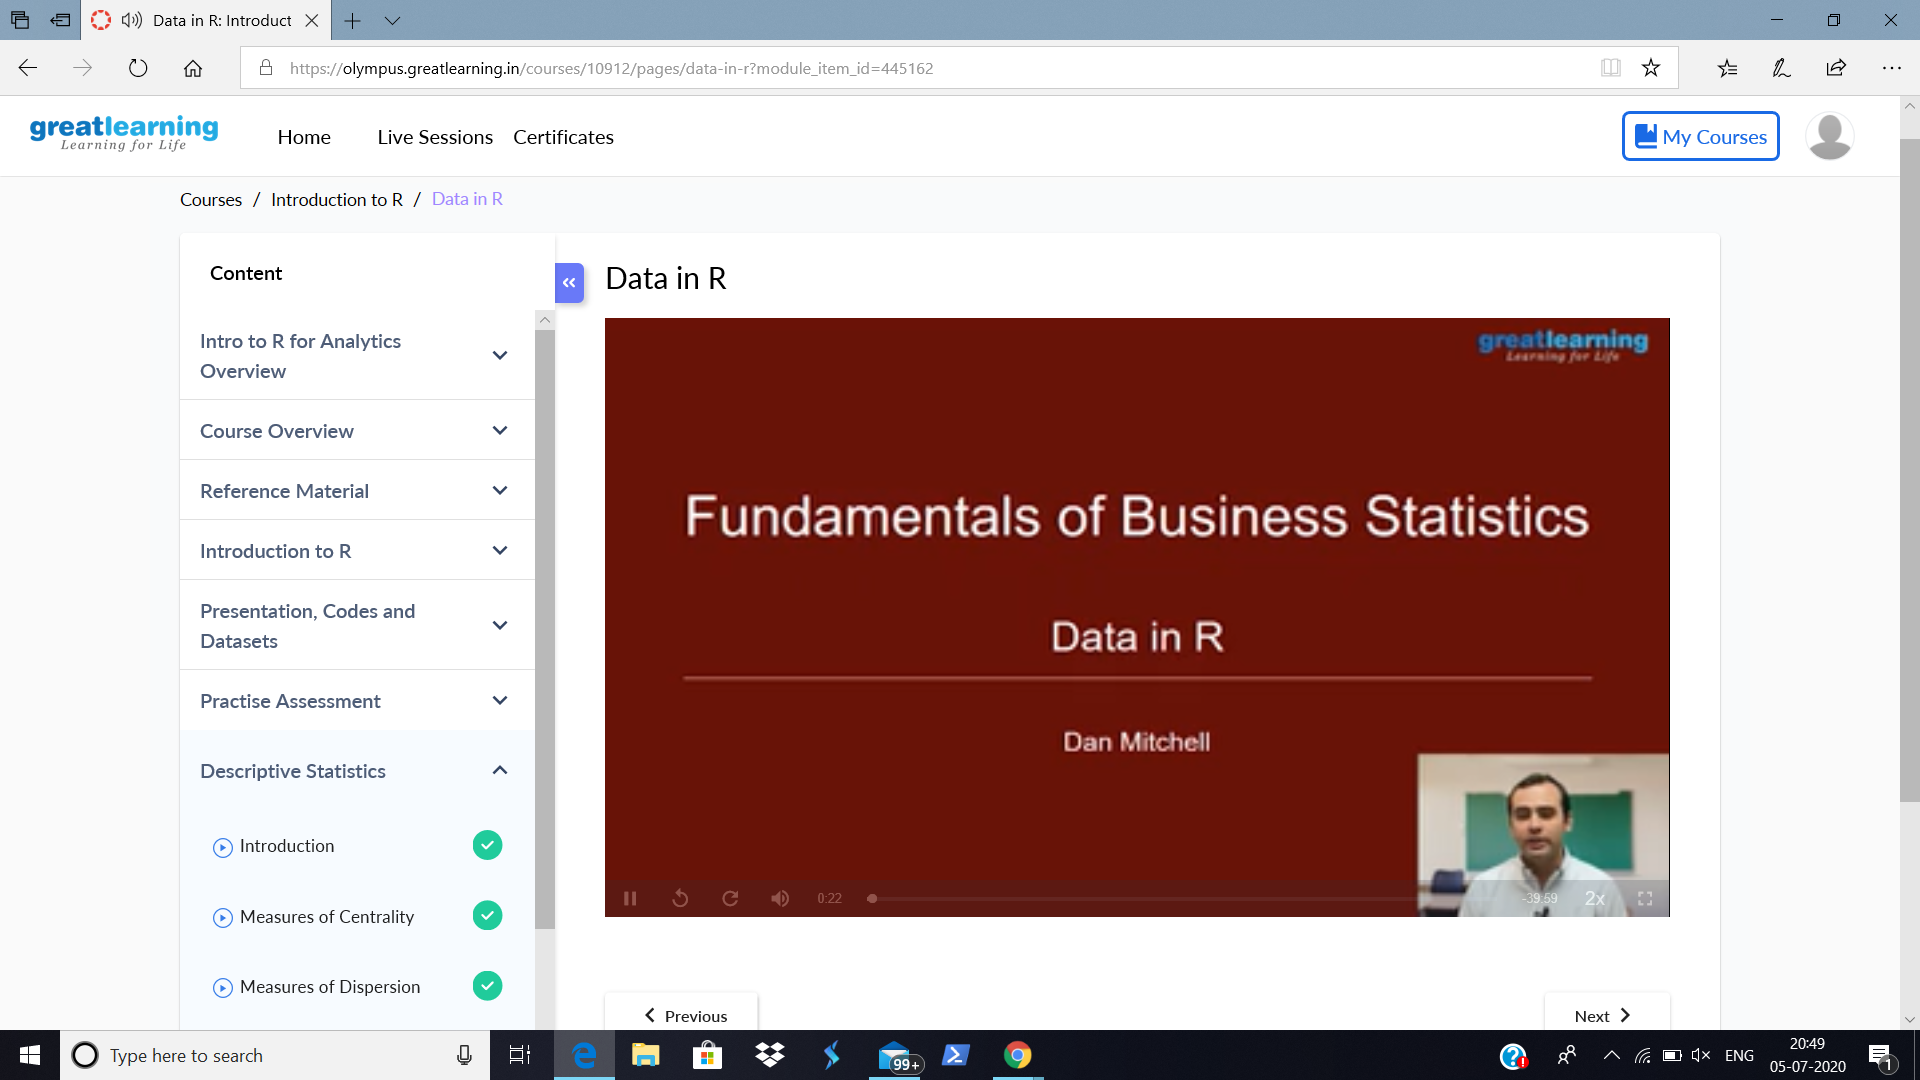 Data in R: Introduct
https://olympus.greatlearning.in/courses/10912/pages/data-in-r?module_item_id=445162
greatlearning
Learning for Life
Home
Live Sessions
Certificates
My Courses
Courses / Introduction to R / Data in R
Content
Intro to R for Analytics
Overview
Course Overview
Reference Material
Introduction to R
Presentation, Codes and
Datasets
Practise Assessment
Descriptive Statistics
Introduction
Measures of Centrality
Measures of Dispersion
Data in R
greatlearning
Learning for Life
Fundamentals of Business Statistics
Data in R
Dan Mitchell
0:22
-39:59
2x
Previous
Next
Type here to search
99+
ENG
20:49
05-07-2020
1